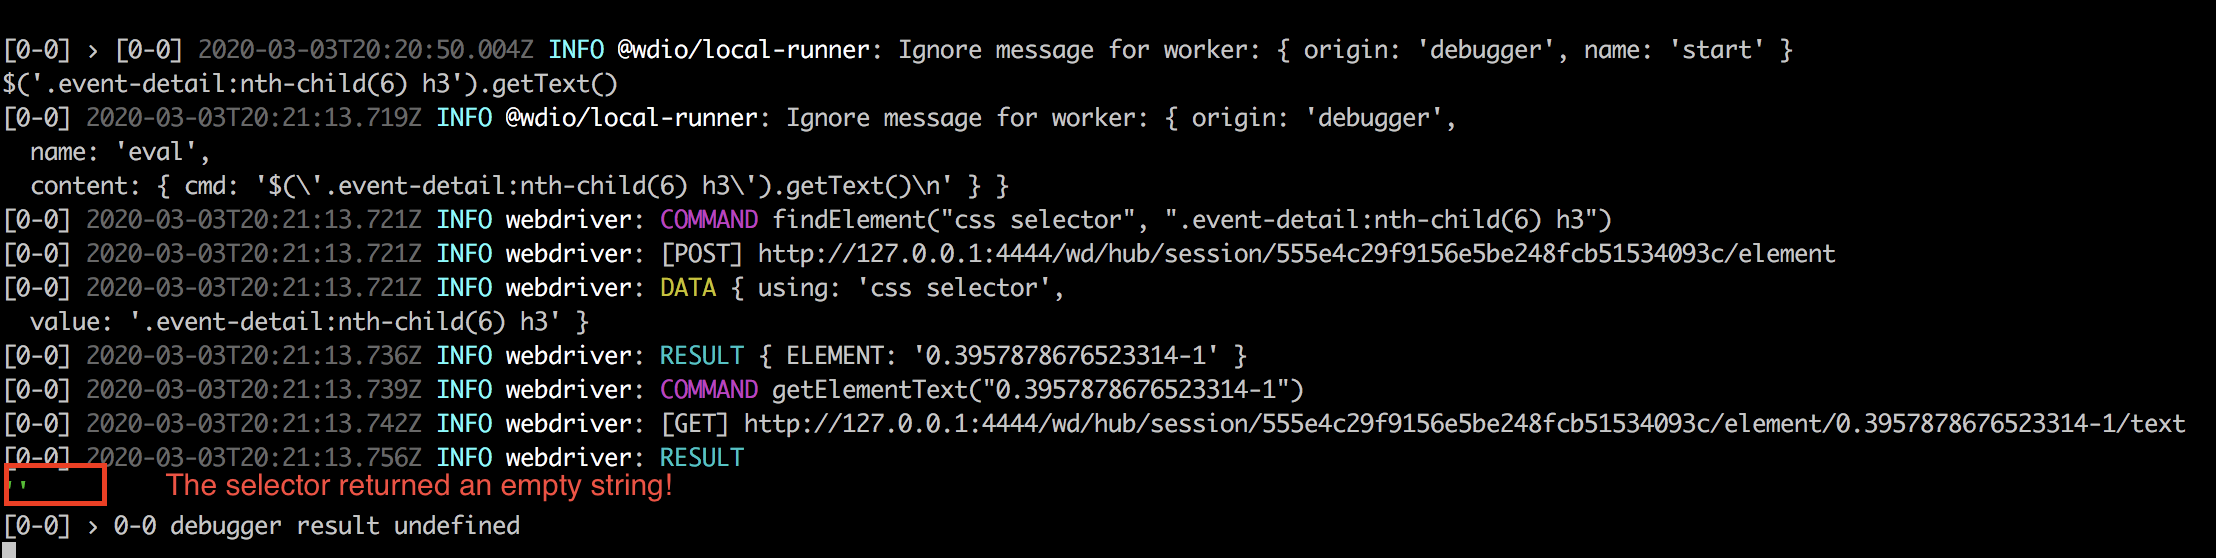 [0-0] › [0-0] 2020-03-03T20:20:50.004Z INFO @wdio/local-runner: Ignore message for worker: { origin: 'debugger', name: 'start' }
$('.event-detail:nth-child(6) h3').getText()
[0-0] 2020-03-03T20:21:13.719Z INFO @wdio/local-runner: Ignore message for worker: { origin: 'debugger',
  name: 'eval',
  content: { cmd: '$(\'.event-detail:nth-child(6) h3\').getText()\n' } }
[0-0] 2020-03-03T20:21:13.721Z INFO webdriver: COMMAND findElement("css selector", ".event-detail:nth-child(6) h3")
[0-0] 2020-03-03T20:21:13.721Z INFO webdriver: [POST] http://127.0.0.1:4444/wd/hub/session/555e4c29f9156e5be248fcb51534093c/element
[0-0] 2020-03-03T20:21:13.721Z INFO webdriver: DATA { using: 'css selector',
  value: '.event-detail:nth-child(6) h3' }
[0-0] 2020-03-03T20:21:13.736Z INFO webdriver: RESULT { ELEMENT: '0.3957878676523314-1' }
[0-0] 2020-03-03T20:21:13.739Z INFO webdriver: COMMAND getElementText("0.3957878676523314-1")
[0-0] 2020-03-03T20:21:13.742Z INFO webdriver: [GET] http://127.0.0.1:4444/wd/hub/session/555e4c29f9156e5be248fcb51534093c/element/0.3957878676523314-1/text
[0-0] 2020-03-03T20:21:13.756Z INFO webdriver: RESULT
'' The selector returned an empty string!
[0-0] › 0-0 debugger result undefined